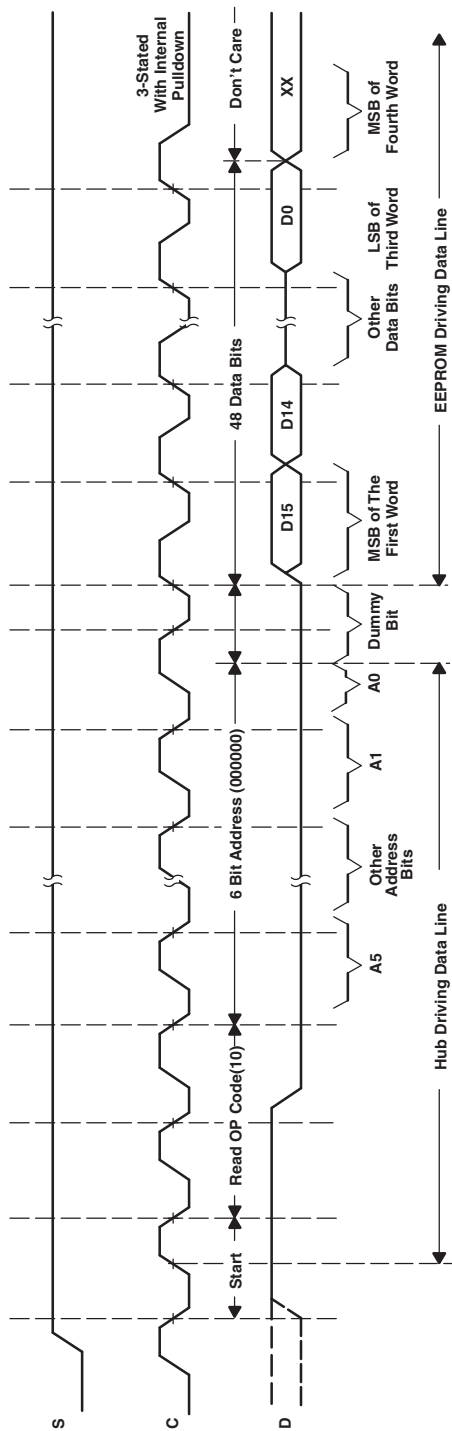 S
C
D
3-Stated
With Internal
Pulldown
Start
Read OP Code(10)
6 Bit Address (000000)
48 Data Bits
Don't Care
D15
D14
D0
XX
A5
Other
Address
Bits
A1
A0
Dummy
Bit
MSB of The
First Word
Other
Data Bits
LSB of
Third Word
MSB of
Fourth Word
Hub Driving Data Line
EEPROM Driving Data Line